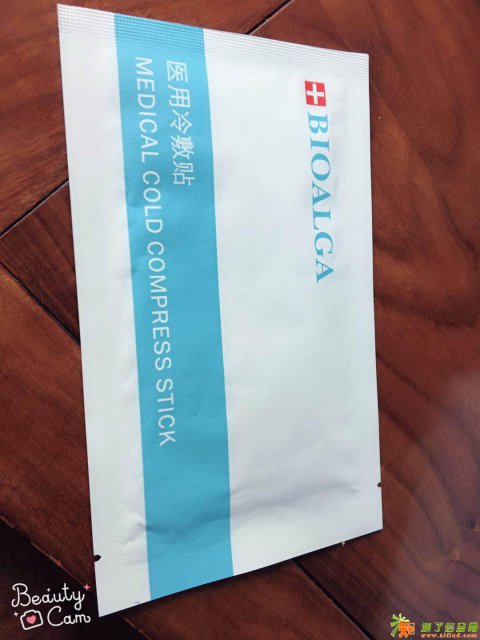 BIOALGA
医用冷敷贴
MEDICAL COLD COMPRESS STICK
Beauty
Cam